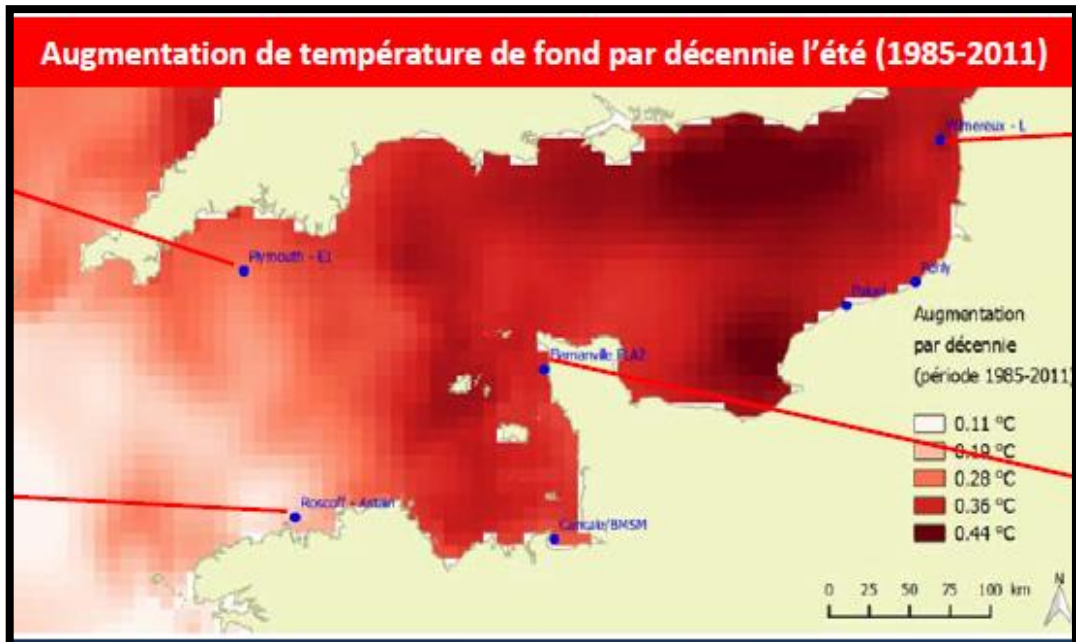 Augmentation de température de fond par décennie l'été (1985-2011)
Wimereux - L
Plymouth - E1
Penly
Paluel
Augmentation
par décennie
(période 1985-2011)
Flamanville
0.11 °C
0.19 °C
0.28 °C
0.36 °C
0.44 °C
Roscoff - Astan
Cancale/BMSM
N
0 25 50 75 100 km